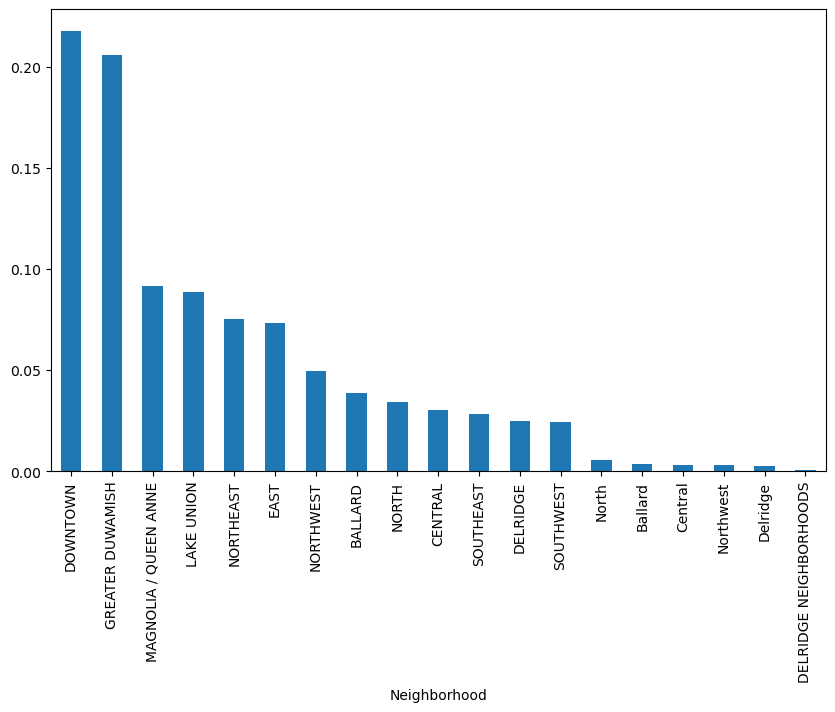 0.20
0.15
0.10
0.05
0.00
DOWNTOWN
GREATER DUWAMISH
MAGNOLIA / QUEEN ANNE
LAKE UNION
NORTHEAST
EAST
NORTHWEST
BALLARD
NORTH
CENTRAL
SOUTHEAST
DELRIDGE
SOUTHWEST
North
Ballard
Central
Northwest
Delridge
DELRIDGE NEIGHBORHOODS
Neighborhood